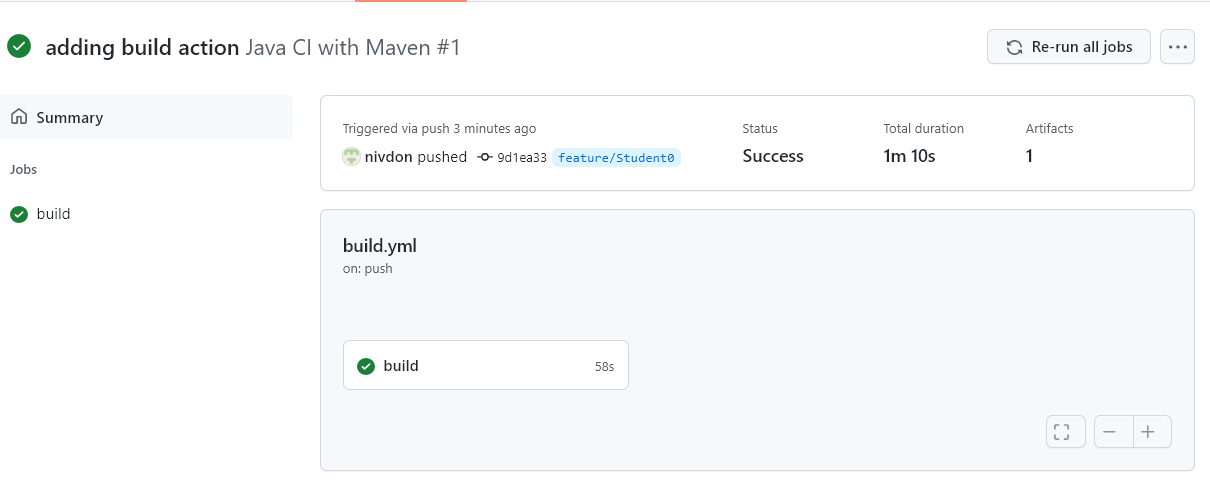 adding build action Java CI with Maven #1
Re-run all jobs
Summary
Jobs
build
Triggered via push 3 minutes ago
nivdon pushed 9d1ea33 feature/Student0
Status
Success
Total duration
1m 10s
Artifacts
1
build.yml
on: push
build 58s